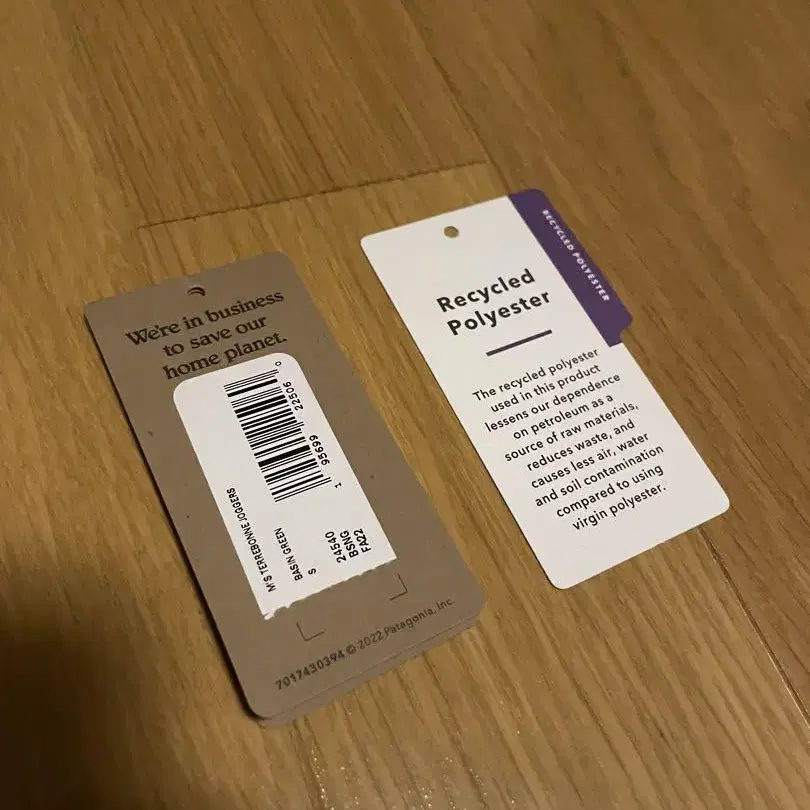 We're in business
to save our
home planet.
1 95699 22506 0
M'S TERREBONNE JOGGERS
BASIN GREEN
S
24540
BSNG
FA22
7017430394 © 2022 Patagonia, Inc.
RECYCLED POLYESTER
Recycled
Polyester
The recycled polyester
used in this product
lessens our dependence
on petroleum as a
source of raw materials,
reduces waste, and
causes less air, water
and soil contamination
compared to using
virgin polyester.